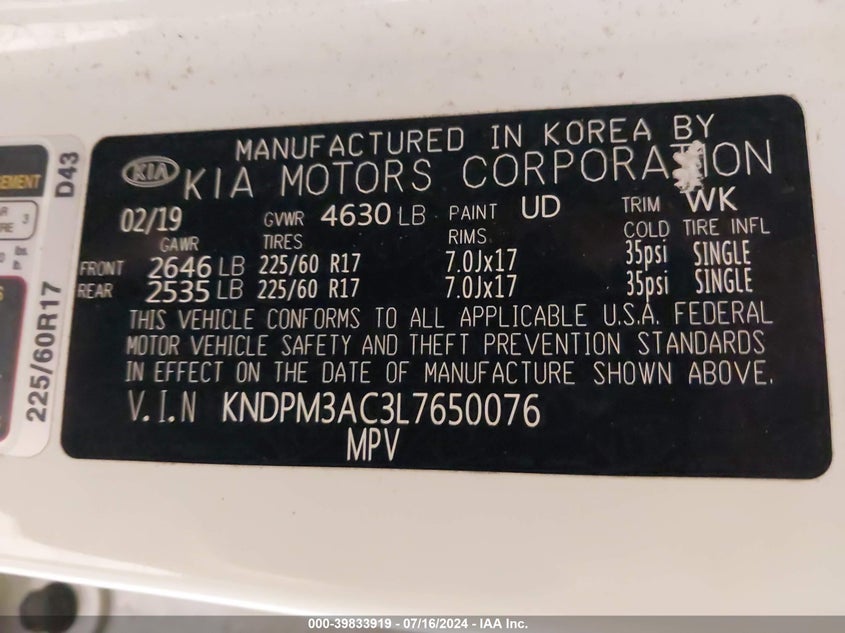 MANUFACTURED IN KOREA BY
KIA KIA MOTORS CORPORATION
02/19 GVWR 4630 LB PAINT UD TRIM WK
GAWR TIRES RIMS COLD TIRE INFL
FRONT 2646 LB 225/60 R17 7.0Jx17 35psi SINGLE
REAR 2535 LB 225/60 R17 7.0Jx17 35psi SINGLE
THIS VEHICLE CONFORMS TO ALL APPLICABLE U.S.A. FEDERAL
MOTOR VEHICLE SAFETY AND THEFT PREVENTION STANDARDS
IN EFFECT ON THE DATE OF MANUFACTURE SHOWN ABOVE.
V.I.N KNDPM3AC3L7650076
MPV
225/60R17 D43
3
000-39833919 - 07/16/2024 - IAA Inc.